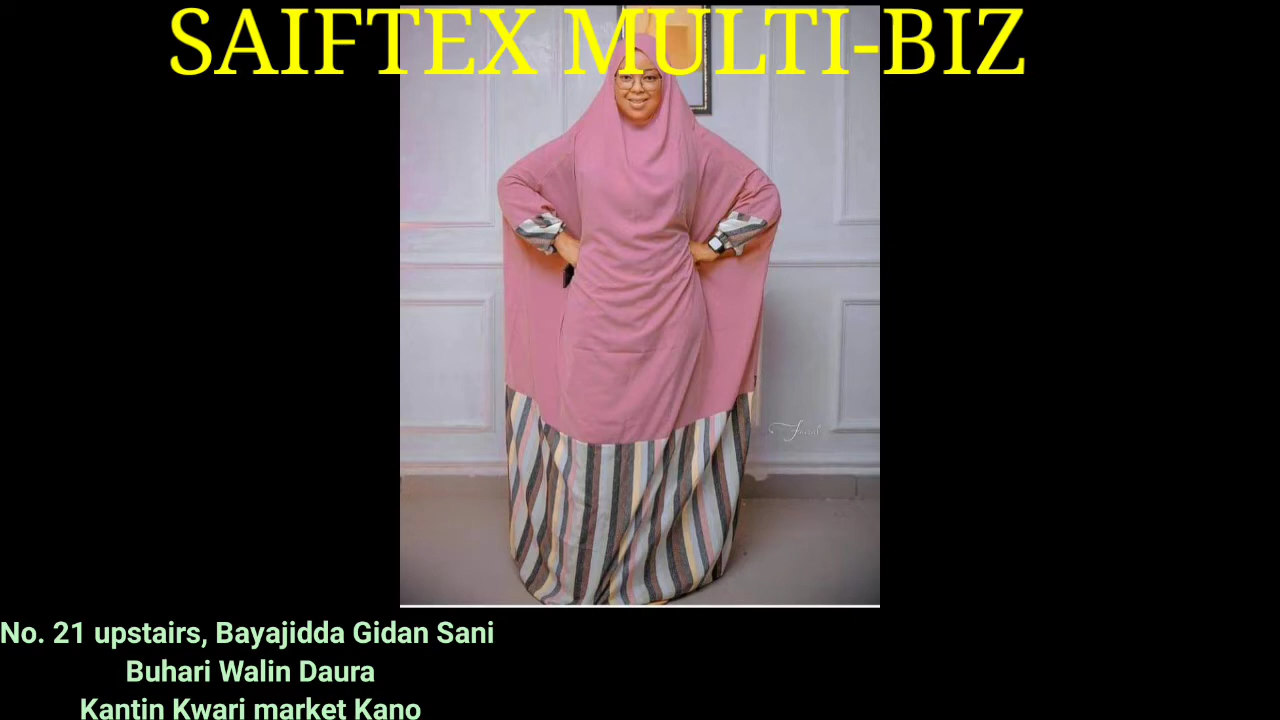 SAIFTEX MULTI-BIZ
No. 21 upstairs, Bayajidda Gidan Sani
Buhari Walin Daura
Kantin Kwari market Kano